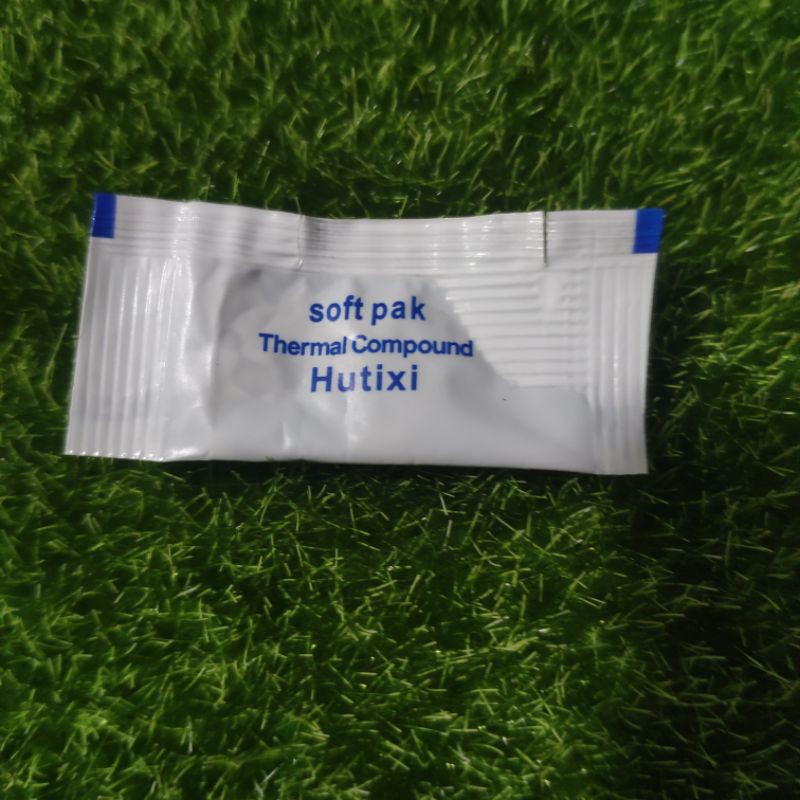 soft pak
Thermal Compound
Hutixi